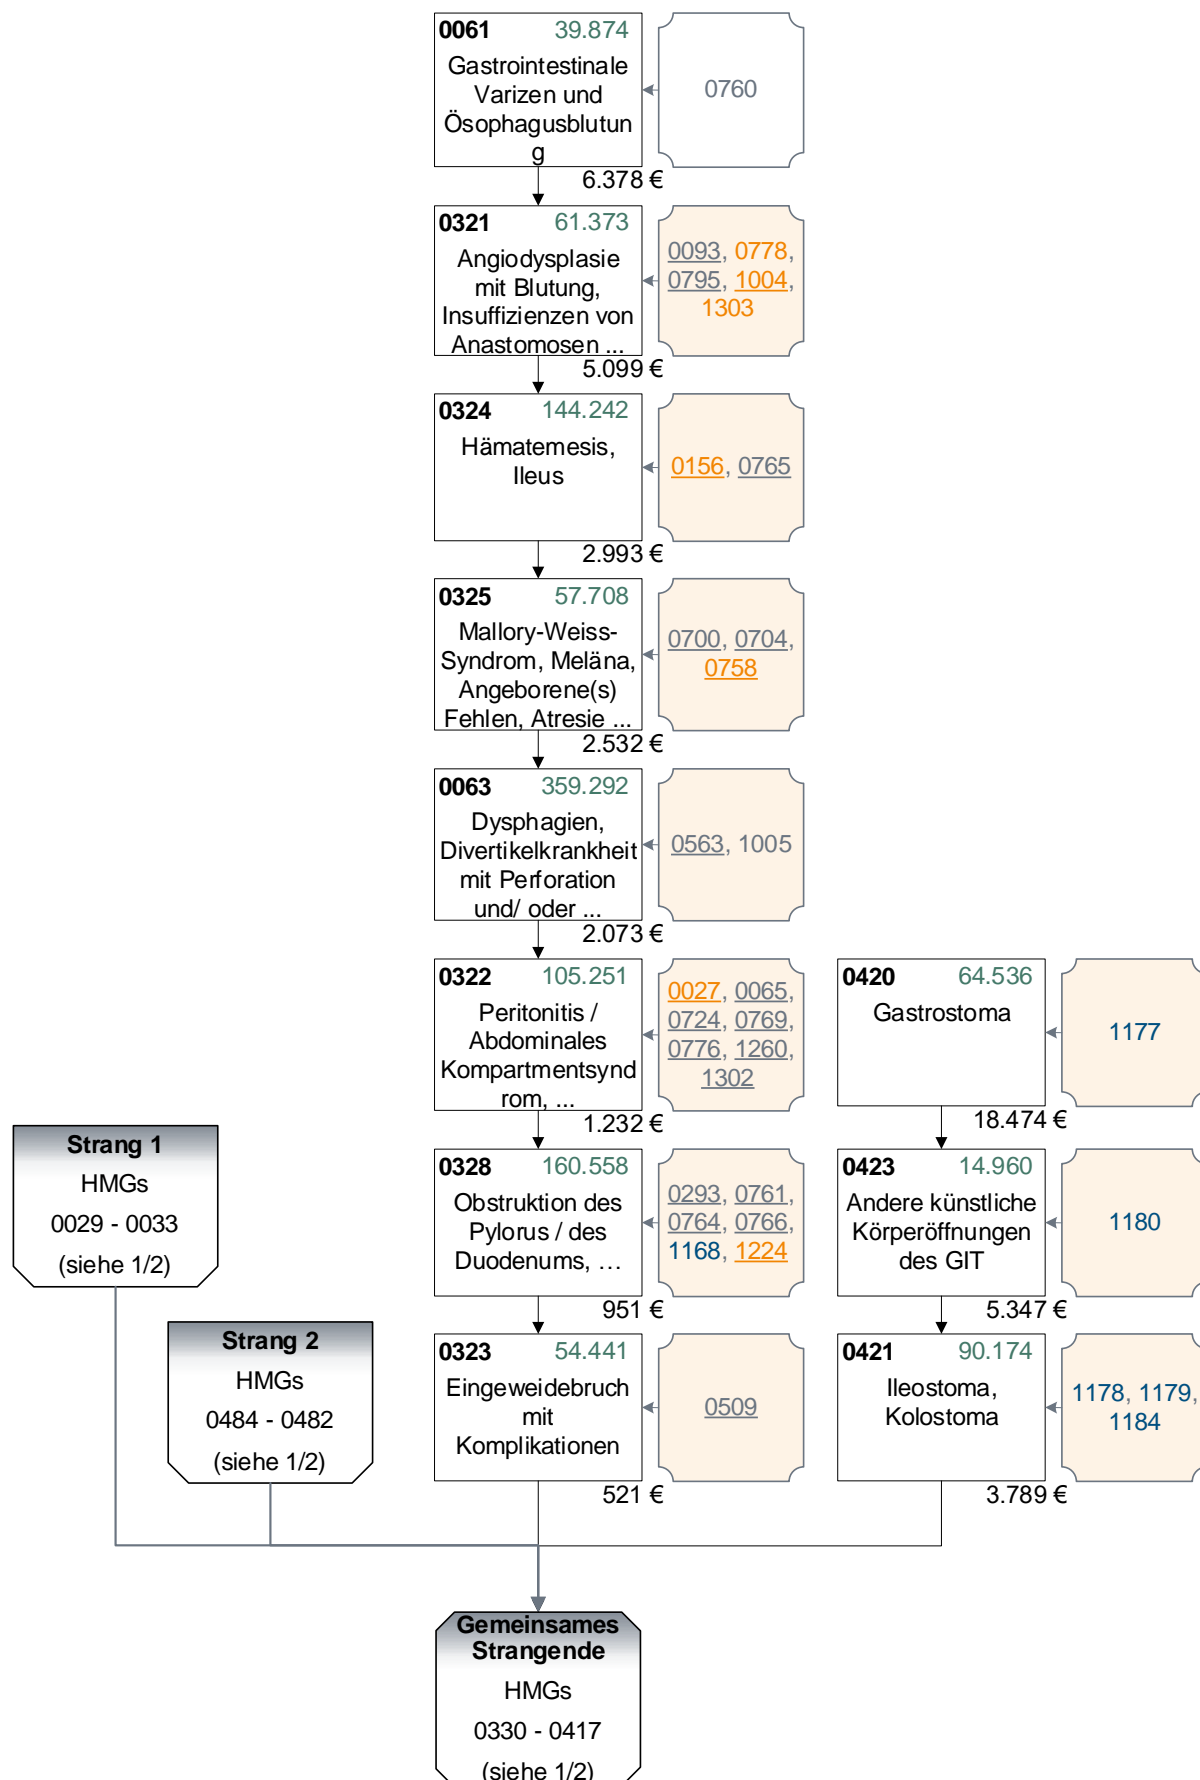 0061 39.874
Gastrointestinale
Varizen und
Ösophagusblutun
g
0760
6.378 €
0321 61.373
Angiodysplasie
mit Blutung,
Insuffizienzen von
Anastomosen ...
0093, 0778,
0795, 1004,
1303
5.099 €
0324 144.242
Hämatemesis,
Ileus
0156, 0765
2.993 €
0325 57.708
Mallory-Weiss-
Syndrom, Meläna,
Angeborene(s)
Fehlen, Atresie ...
0700, 0704,
0758
2.532 €
0063 359.292
Dysphagien,
Divertikelkrankheit
mit Perforation
und/ oder ...
0563, 1005
2.073 €
0322 105.251
Peritonitis /
Abdominales
Kompartmentsynd
rom, ...
0027, 0065,
0724, 0769,
0776, 1260,
1302
1.232 €
0420 64.536
Gastrostoma
1177
18.474 €
Strang 1
HMGs
0029 - 0033
(siehe 1/2)
0328 160.558
Obstruktion des
Pylorus / des
Duodenums, ...
0293, 0761,
0764, 0766,
1168, 1224
951 €
0423 14.960
Andere künstliche
Körperöffnungen
des GIT
1180
5.347 €
Strang 2
HMGs
0484 - 0482
(siehe 1/2)
0323 54.441
Eingeweidebruch
mit
Komplikationen
0509
521 €
0421 90.174
Ileostoma,
Kolostoma
1178, 1179,
1184
3.789 €
Gemeinsames
Strangende
HMGs
0330 - 0417
(siehe 1/2)